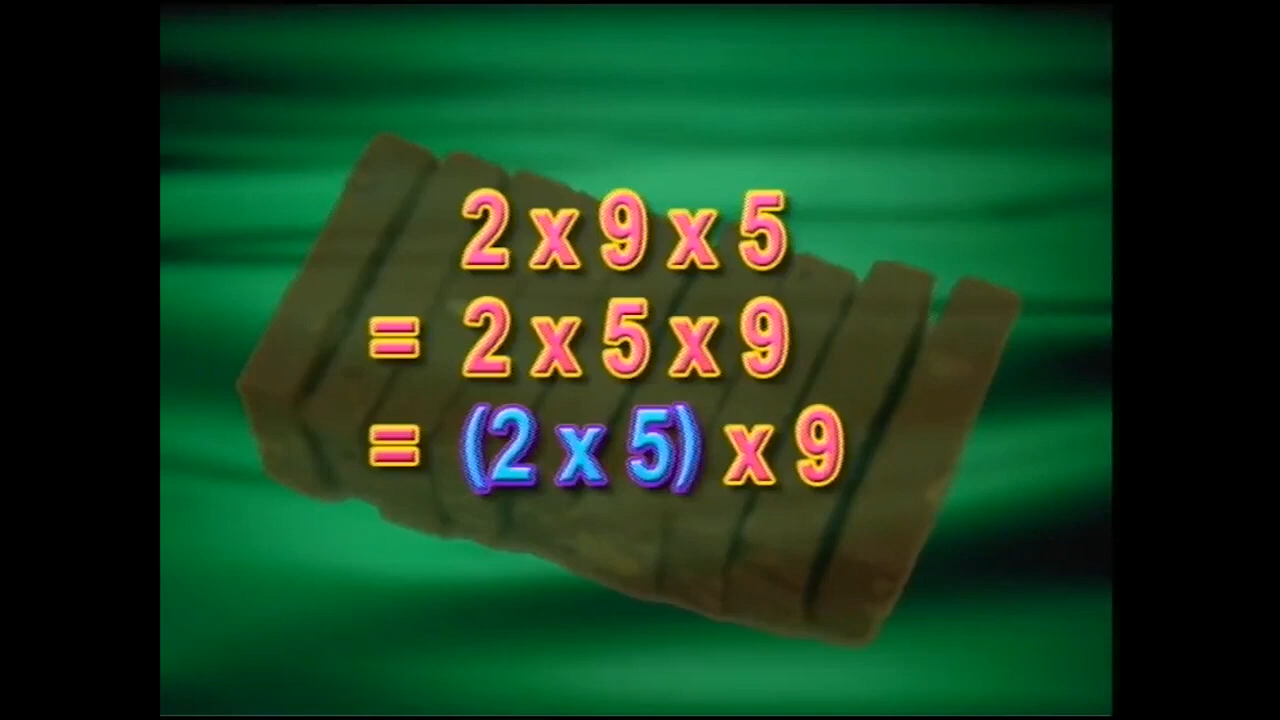 2 x 9 x 5
= 2 x 5 x 9
= (2 x 5) x 9